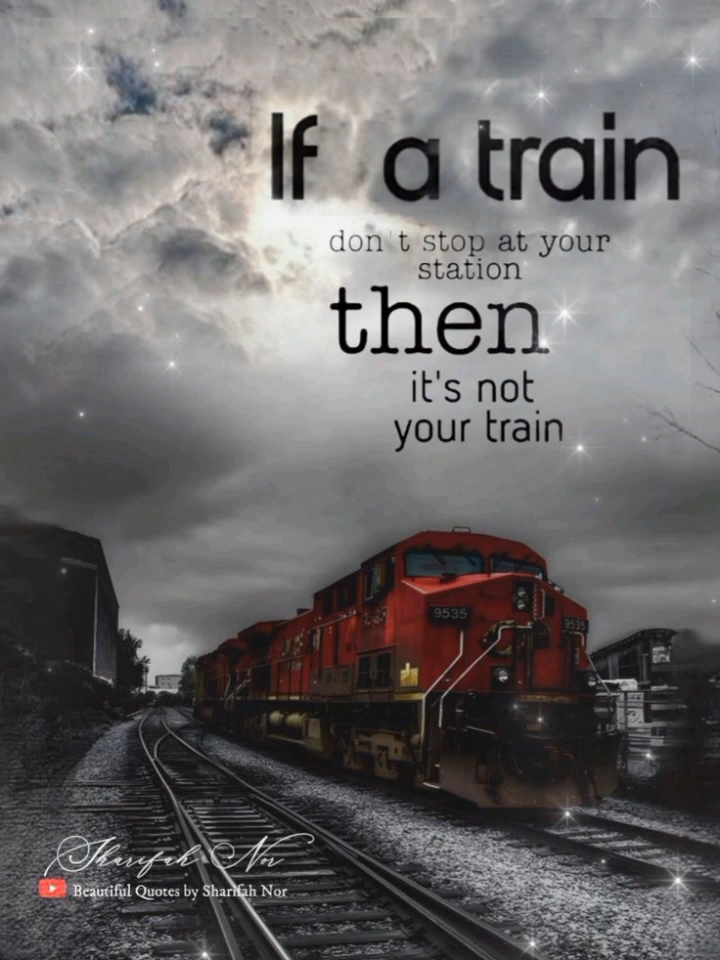 If a train
don't stop at your
station
then
it's not
your train
9535
9535
Sharifah Nor
Beautiful Quotes by Sharifah Nor